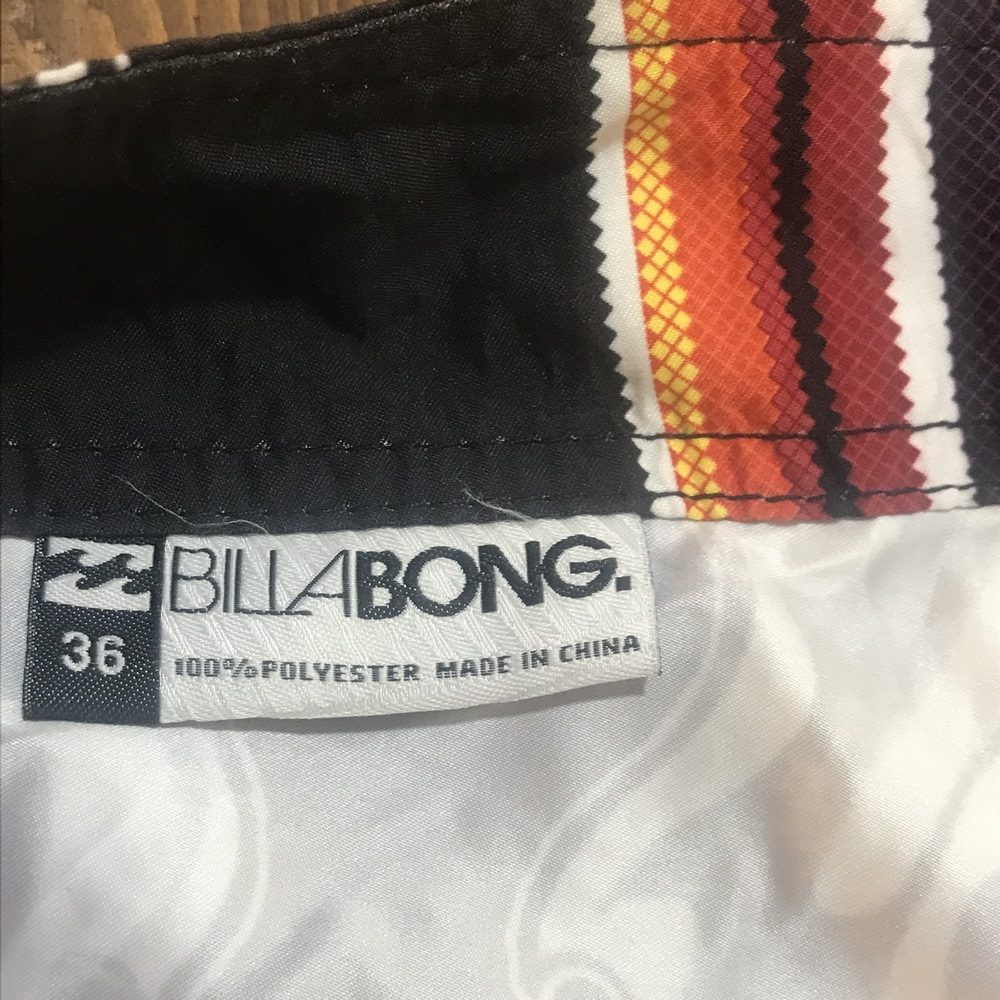 BILLABONG.
36
100% POLYESTER MADE IN CHINA